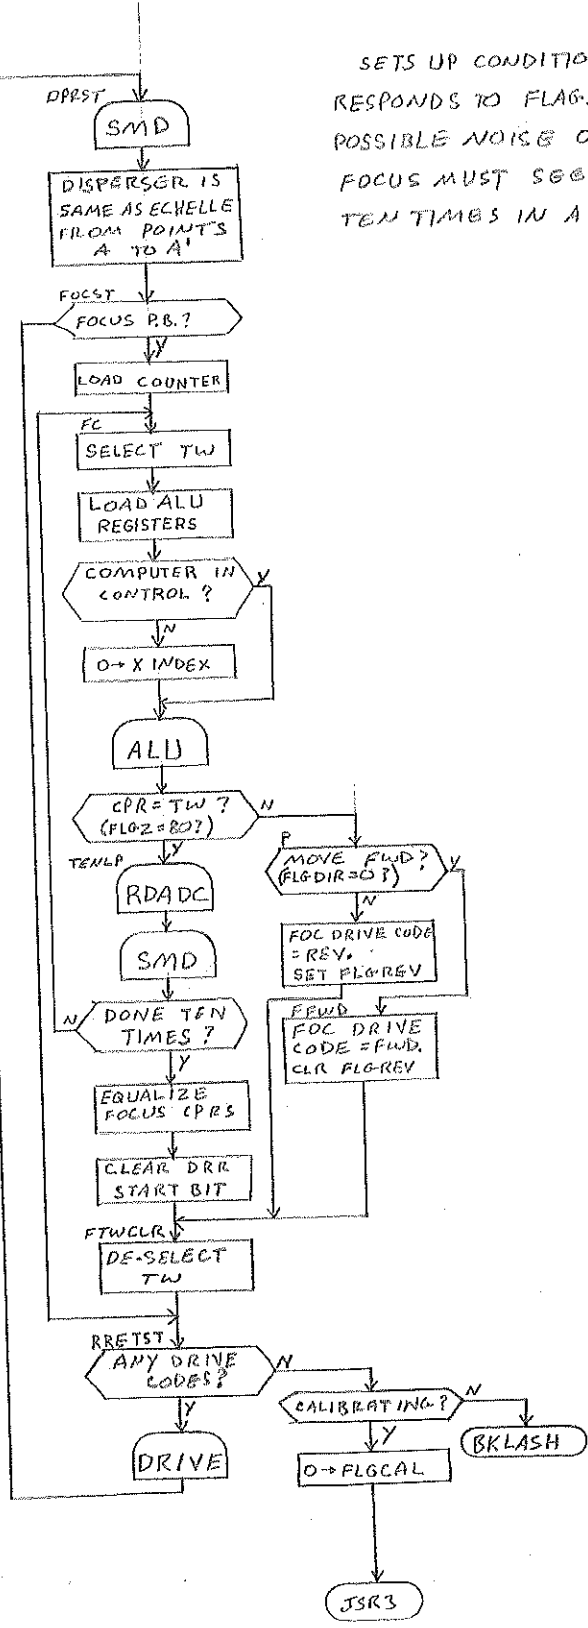 SETS UP CONDITIO
RESPONDS TO FLAG.
POSSIBLE NOISE
FOCUS MUST SEE
TEN TIMES IN A
DPRST
SMD
DISPERSER IS
SAME AS ECHELLE
FROM POINTS
A TO A'
FOCST
FOCUS P.B.?
Y
LOAD COUNTER
FC
SELECT TW
LOAD ALU
REGISTERS
COMPUTER IN
CONTROL ?
Y
N
0→X INDEX
ALU
CPR = TW ?
(FLGZ=80?)
N
Y
TENLP
RDADC
P
MOVE FWD?
(FLGDIR=0?)
Y
N
FOC DRIVE CODE
=REV.
SET FLGREV
SMD
DONE TEN
TIMES ?
N
Y
FFWD
FOC DRIVE
CODE =FWD.
CLR FLGREV
EQUALIZE
FOCUS CPRS
CLEAR DRR
START BIT
FTWCLR
DE-SELECT
TW
RRETST
ANY DRIVE
CODES?
N
Y
CALIBRATING?
N
Y
BKLASH
DRIVE
0→FLGCAL
JSR3